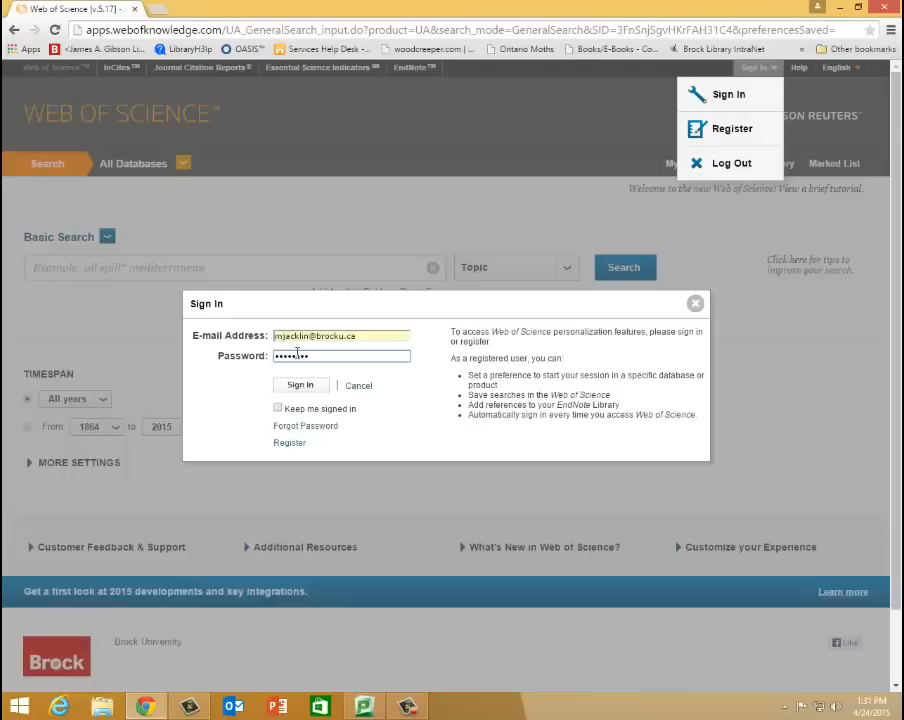 Web of Science [v.5.17] -
apps.webofknowledge.com/UA_GeneralSearch_input.do?product=UA&search_mode=GeneralSearch&SID=3FnSnjSgvHKrFAH31C4&preferencesSaved=
Apps <James A. Gibson Li... LibraryH3lp OASIS™ Services Help Desk -... woodcreeper.com Ontario Moths Books/E-Books - Co... Brock Library IntraNet » Other bookmarks
Web of Science™ InCites™ Journal Citation Reports® Essential Science Indicators™ EndNote™ Sign In Help English
Sign In
WEB OF SCIENCE™
SON REUTERS™
Register
Search All Databases My ry Marked List
Log Out
Welcome to the new Web of Science! View a brief tutorial.
Basic Search
Example: oil spill* mediterranean Topic Search
Click here for tips to
improve your search.
Sign In
E-mail Address: mjacklin@brocku.ca
Password: ••••••••
Sign In | Cancel
Keep me signed in
Forgot Password
Register
To access Web of Science personalization features, please sign in
or register.
As a registered user, you can:
• Set a preference to start your session in a specific database or
product
• Save searches in the Web of Science
• Add references to your EndNote Library
• Automatically sign in every time you access Web of Science.
TIMESPAN
All years
From 1864 2015
MORE SETTINGS
Customer Feedback & Support Additional Resources What's New in Web of Science? Customize your Experience
Get a first look at 2015 developments and key integrations. Learn more
Brock University
Like
Brock
1:31 PM
4/24/2015